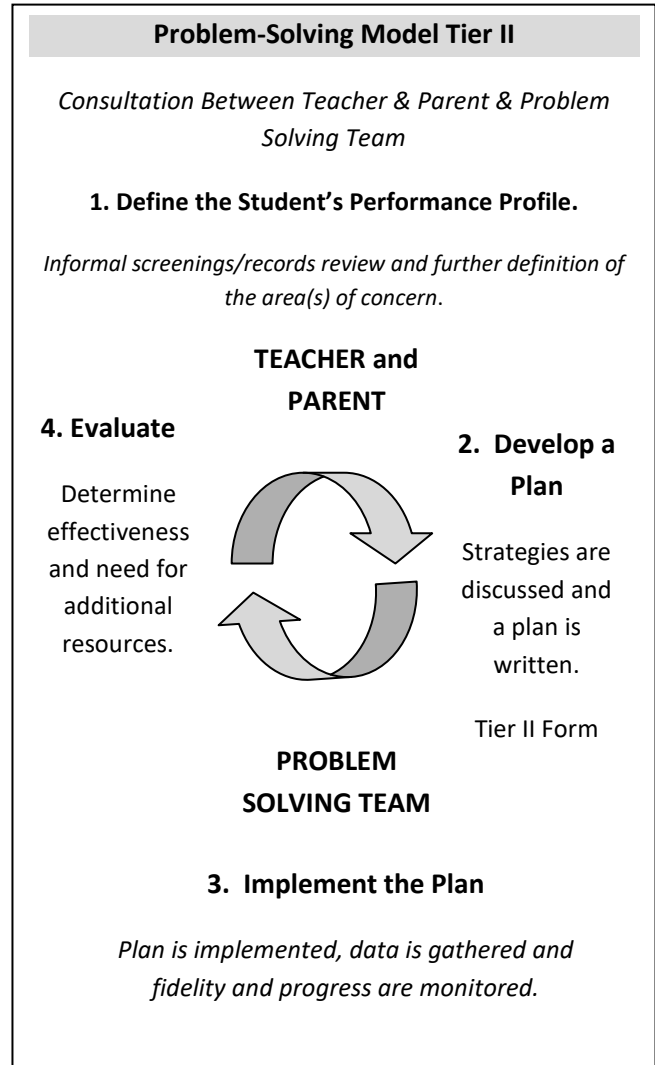 Problem-Solving Model Tier II
Consultation Between Teacher & Parent & Problem
Solving Team
1. Define the Student’s Performance Profile.
Informal screenings/records review and further definition of
the area(s) of concern.
TEACHER and
PARENT
4. Evaluate
Determine
effectiveness
and need for
additional
resources.
2. Develop a
Plan
Strategies are
discussed and
a plan is
written.
Tier II Form
PROBLEM
SOLVING TEAM
3. Implement the Plan
Plan is implemented, data is gathered and
fidelity and progress are monitored.